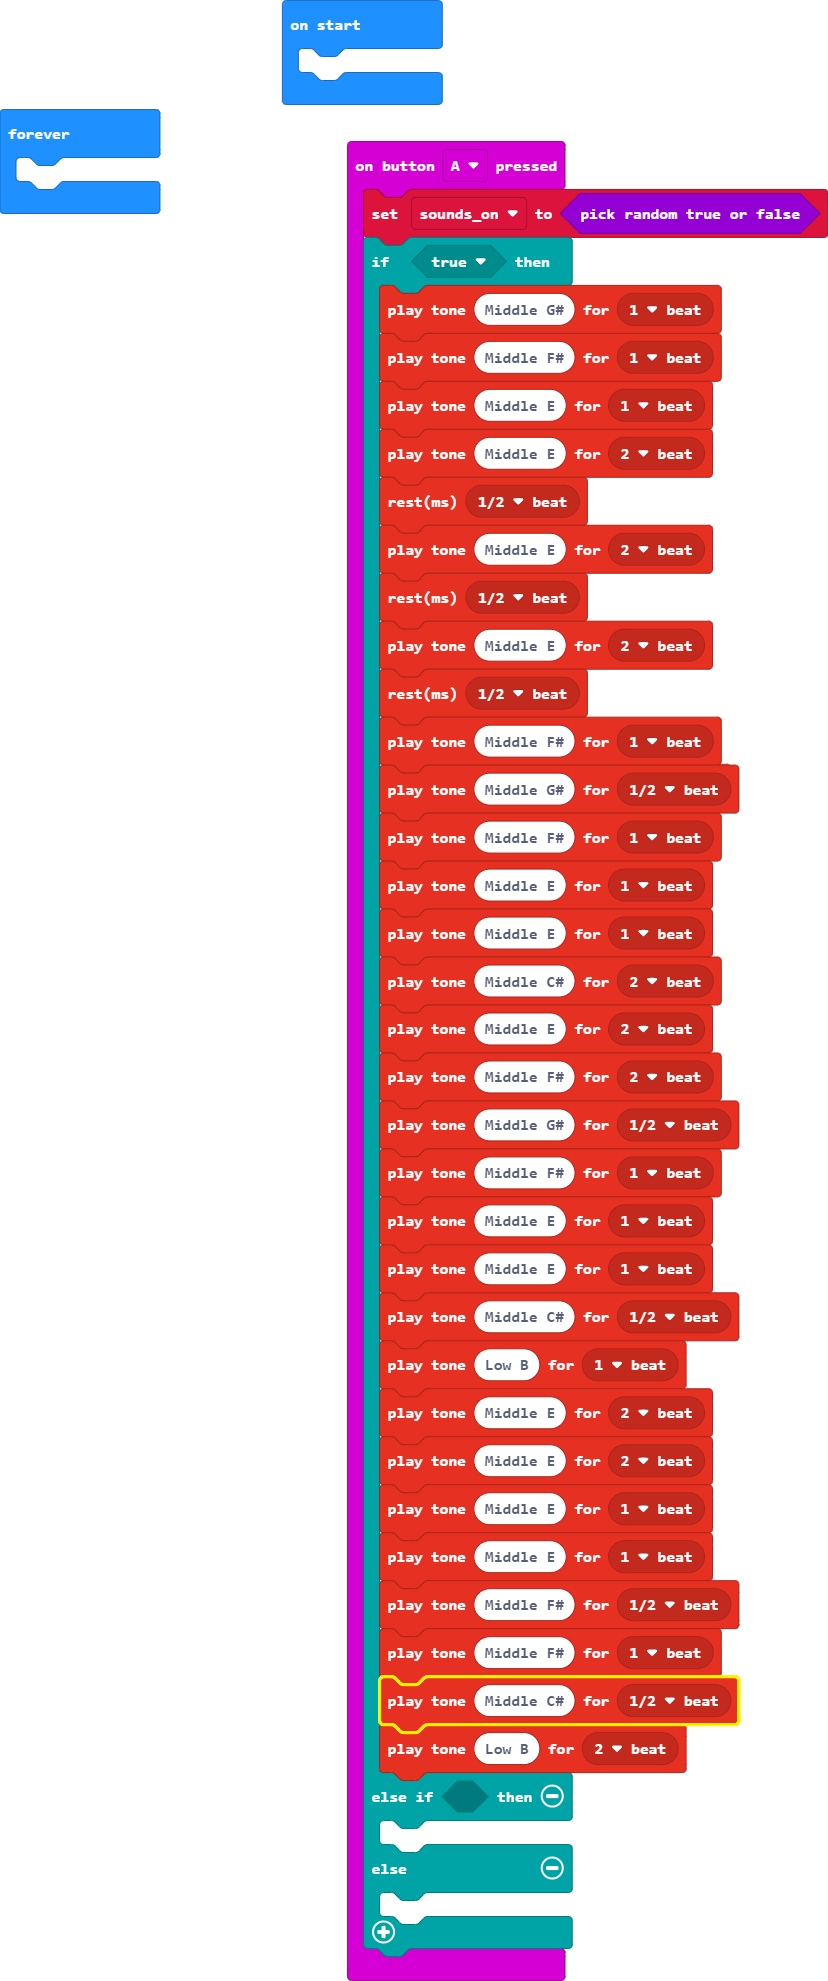 on start
forever
on button A pressed
set sounds_on to pick random true or false
if true then
play tone Middle G# for 1 beat
play tone Middle F# for 1 beat
play tone Middle E for 1 beat
play tone Middle E for 2 beat
rest(ms) 1/2 beat
play tone Middle E for 2 beat
rest(ms) 1/2 beat
play tone Middle E for 2 beat
rest(ms) 1/2 beat
play tone Middle F# for 1 beat
play tone Middle G# for 1/2 beat
play tone Middle F# for 1 beat
play tone Middle E for 1 beat
play tone Middle E for 1 beat
play tone Middle C# for 2 beat
play tone Middle E for 2 beat
play tone Middle F# for 2 beat
play tone Middle G# for 1/2 beat
play tone Middle F# for 1 beat
play tone Middle E for 1 beat
play tone Middle E for 1 beat
play tone Middle C# for 1/2 beat
play tone Low B for 1 beat
play tone Middle E for 2 beat
play tone Middle E for 2 beat
play tone Middle E for 1 beat
play tone Middle E for 1 beat
play tone Middle F# for 1/2 beat
play tone Middle F# for 1 beat
play tone Middle C# for 1/2 beat
play tone Low B for 2 beat
else if then
else